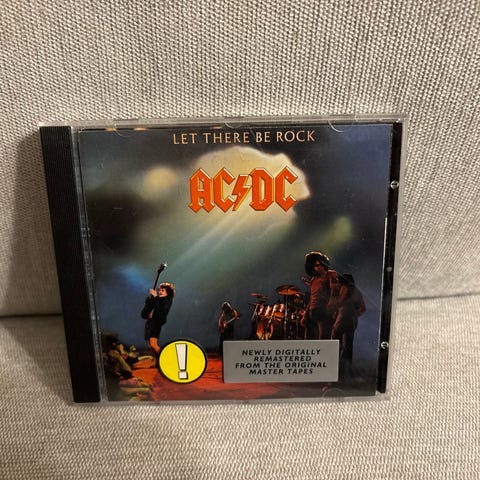 LET THERE BE ROCK
AC⚡DC
!
NEWLY DIGITALLY
REMASTERED
FROM THE ORIGINAL
MASTER TAPES